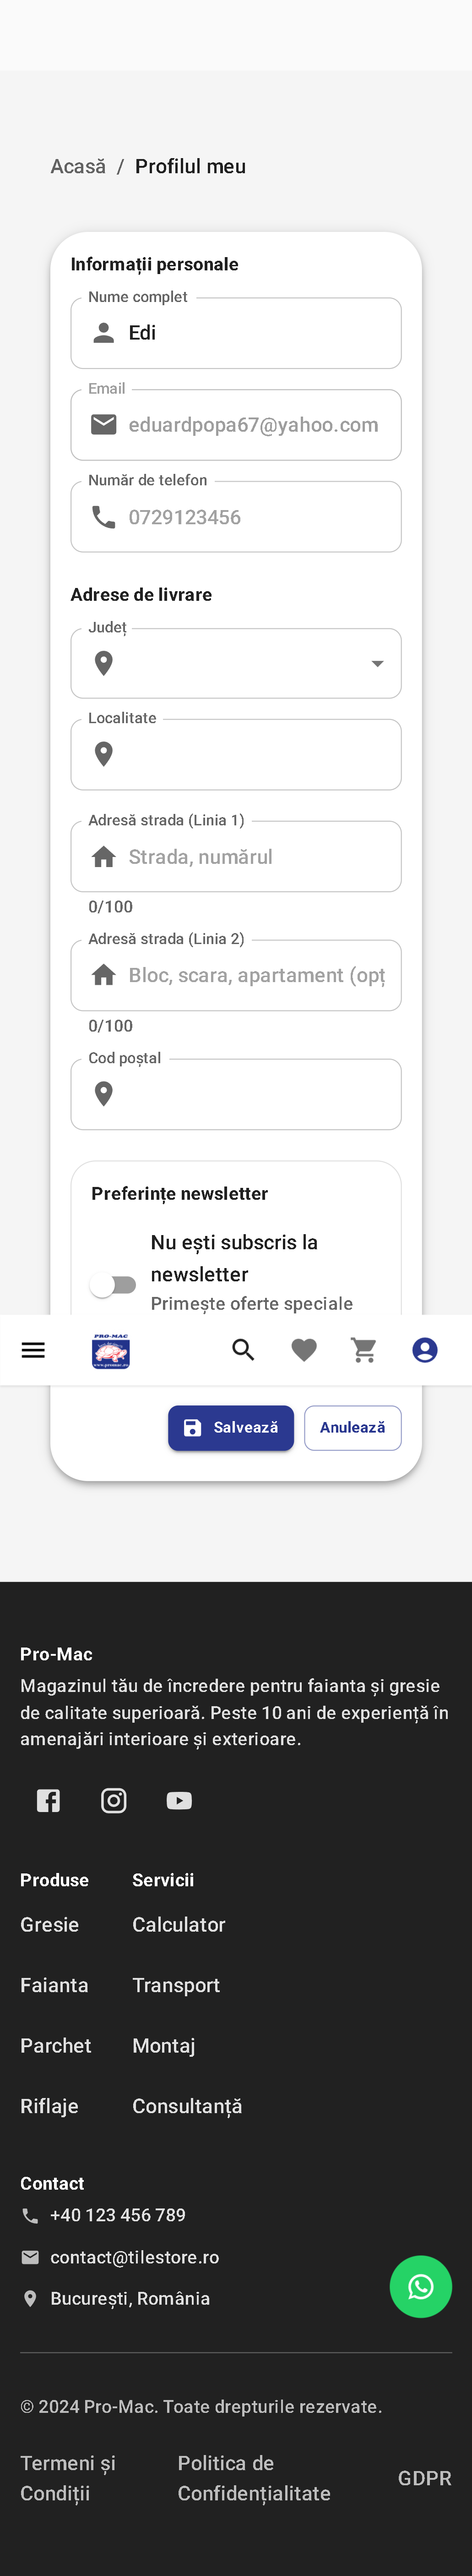 Acasă / Profilul meu
Informații personale
Nume complet
Edi
Email
eduardpopa67@yahoo.com
Număr de telefon
0729123456
Adrese de livrare
Județ
Localitate
Adresă strada (Linia 1)
Strada, numărul
0/100
Adresă strada (Linia 2)
Bloc, scara, apartament (opț
0/100
Cod poștal
Preferințe newsletter
Nu ești subscris la
newsletter
Primește oferte speciale
PRO-MAC
www.promac.ro
Salvează Anulează
Pro-Mac
Magazinul tău de încredere pentru faianta și gresie
de calitate superioară. Peste 10 ani de experiență în
amenajări interioare și exterioare.
Produse Servicii
Gresie Calculator
Faianta Transport
Parchet Montaj
Riflaje Consultanță
Contact
+40 123 456 789
contact@tilestore.ro
București, România
© 2024 Pro-Mac. Toate drepturile rezervate.
Termeni și
Condiții
Politica de
Confidențialitate
GDPR